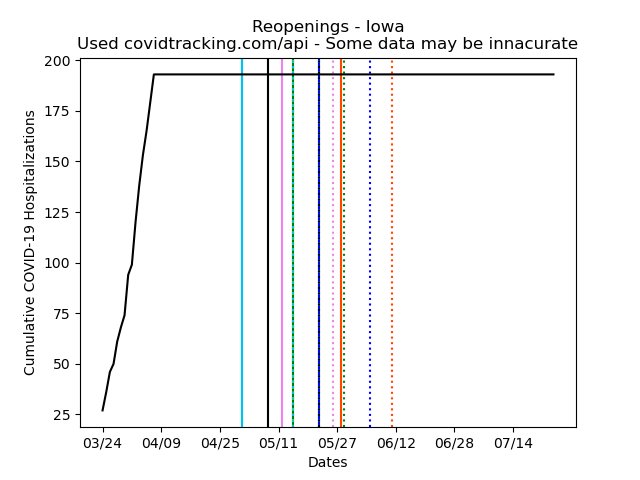 Reopenings - Iowa
Used covidtracking.com/api - Some data may be innacurate
Cumulative COVID-19 Hospitalizations
200
175
150
125
100
75
50
25
03/24 04/09 04/25 05/11 05/27 06/12 06/28 07/14
Dates